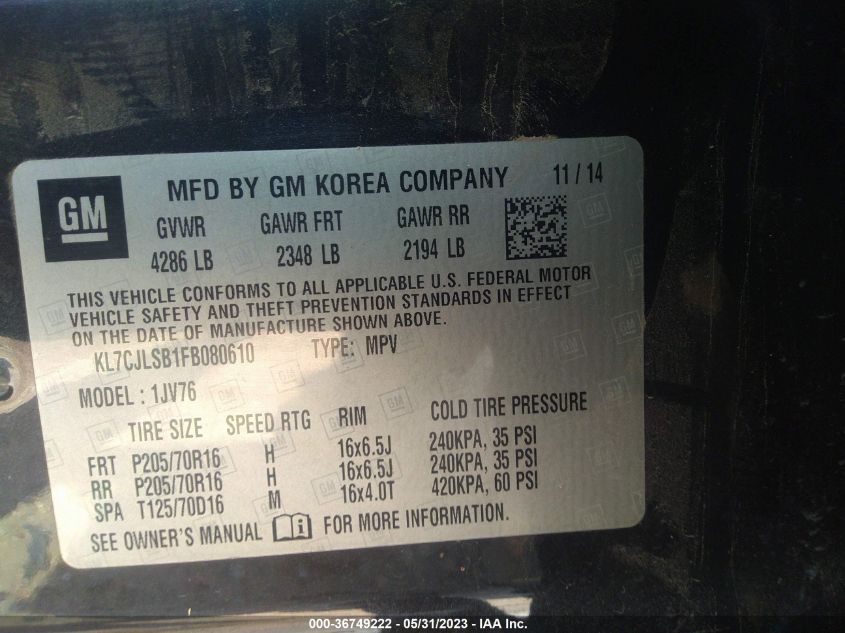 GM MFD BY GM KOREA COMPANY 11 / 14
GVWR GAWR FRT GAWR RR
4286 LB 2348 LB 2194 LB
THIS VEHICLE CONFORMS TO ALL APPLICABLE U.S. FEDERAL MOTOR
VEHICLE SAFETY AND THEFT PREVENTION STANDARDS IN EFFECT
ON THE DATE OF MANUFACTURE SHOWN ABOVE.
KL7CJLSB1FB080610 TYPE: MPV
MODEL : 1JV76
TIRE SIZE SPEED RTG RIM COLD TIRE PRESSURE
FRT P205/70R16 H 16x6.5J 240KPA, 35 PSI
RR P205/70R16 H 16x6.5J 240KPA, 35 PSI
SPA T125/70D16 M 16x4.0T 420KPA, 60 PSI
SEE OWNER'S MANUAL i FOR MORE INFORMATION.
000-36749222 - 05/31/2023 - IAA Inc.